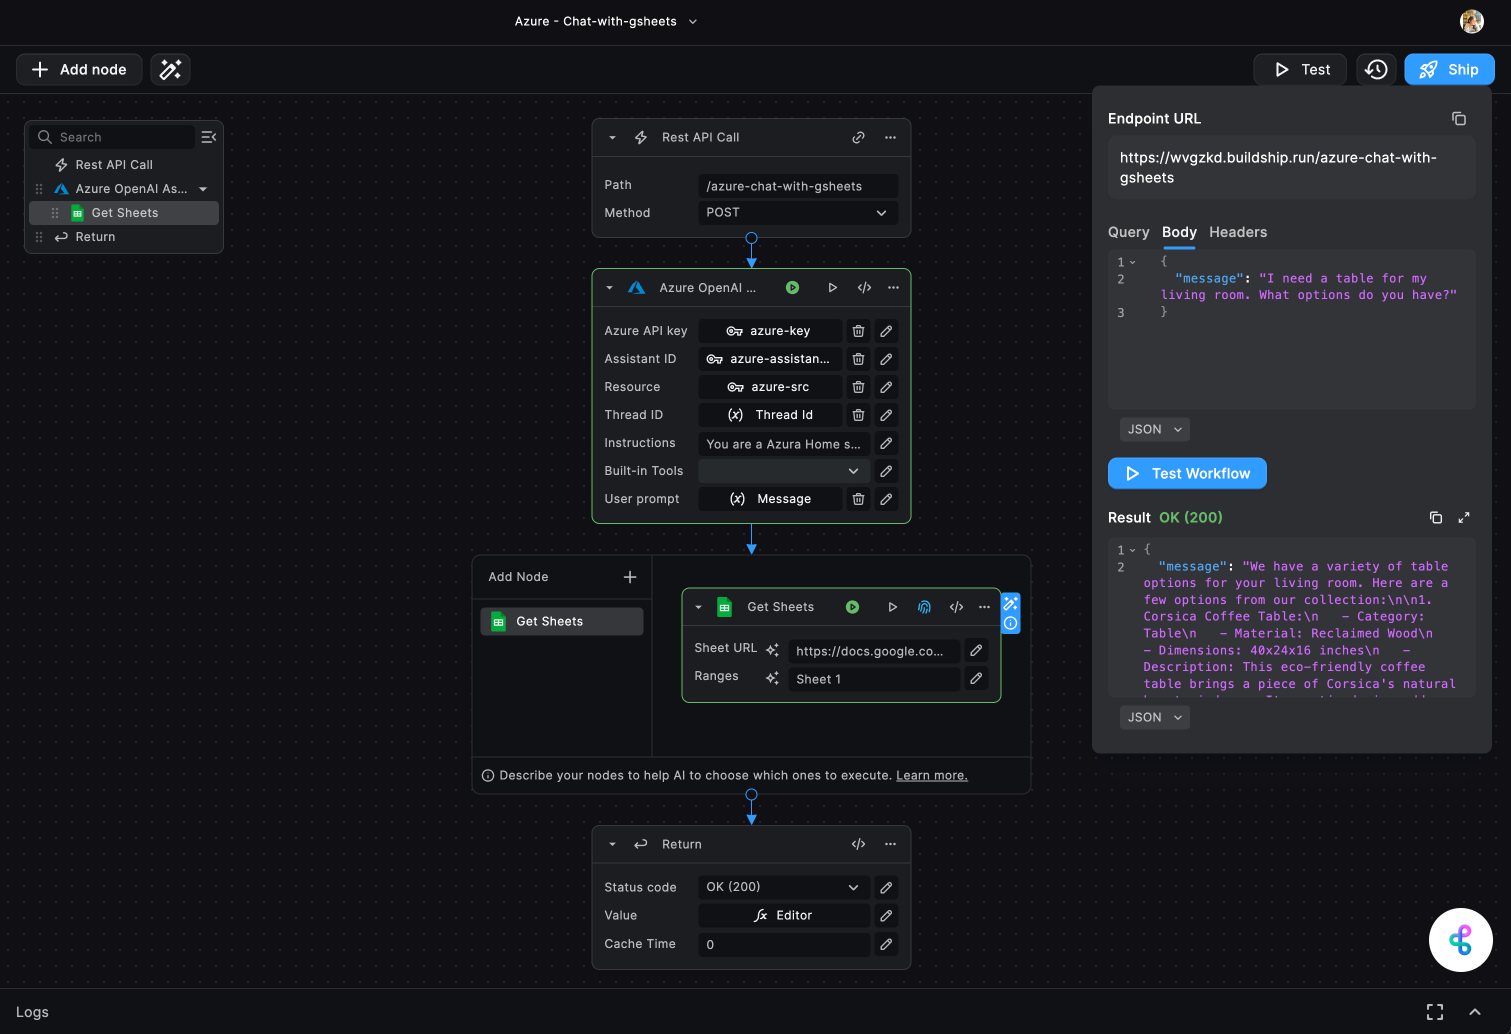 Azure - Chat-with-gsheets
Add node
Test
Ship
Search
Rest API Call
Azure OpenAI As...
Get Sheets
Return
Rest API Call
Path
/azure-chat-with-gsheets
Method
POST
Azure OpenAI ...
Azure API key
azure-key
Assistant ID
azure-assistan...
Resource
azure-src
Thread ID
(x) Thread Id
Instructions
You are a Azura Home s...
Built-in Tools
User prompt
(x) Message
Add Node
Get Sheets
Get Sheets
Sheet URL
https://docs.google.co...
Ranges
Sheet 1
Describe your nodes to help AI to choose which ones to execute. Learn more.
Return
Status code
OK (200)
Value
fx Editor
Cache Time
0
Endpoint URL
https://wvgzkd.buildship.run/azure-chat-with-
gsheets
Query Body Headers
1 {
2 "message": "I need a table for my
living room. What options do you have?"
3 }
JSON
Test Workflow
Result OK (200)
1 {
2 "message": "We have a variety of table
options for your living room. Here are a
few options from our collection:\n\n1.
Corsica Coffee Table:\n   - Category:
Table\n   - Material: Reclaimed Wood\n
- Dimensions: 40x24x16 inches\n   -
Description: This eco-friendly coffee
table brings a piece of Corsica's natural
JSON
Logs